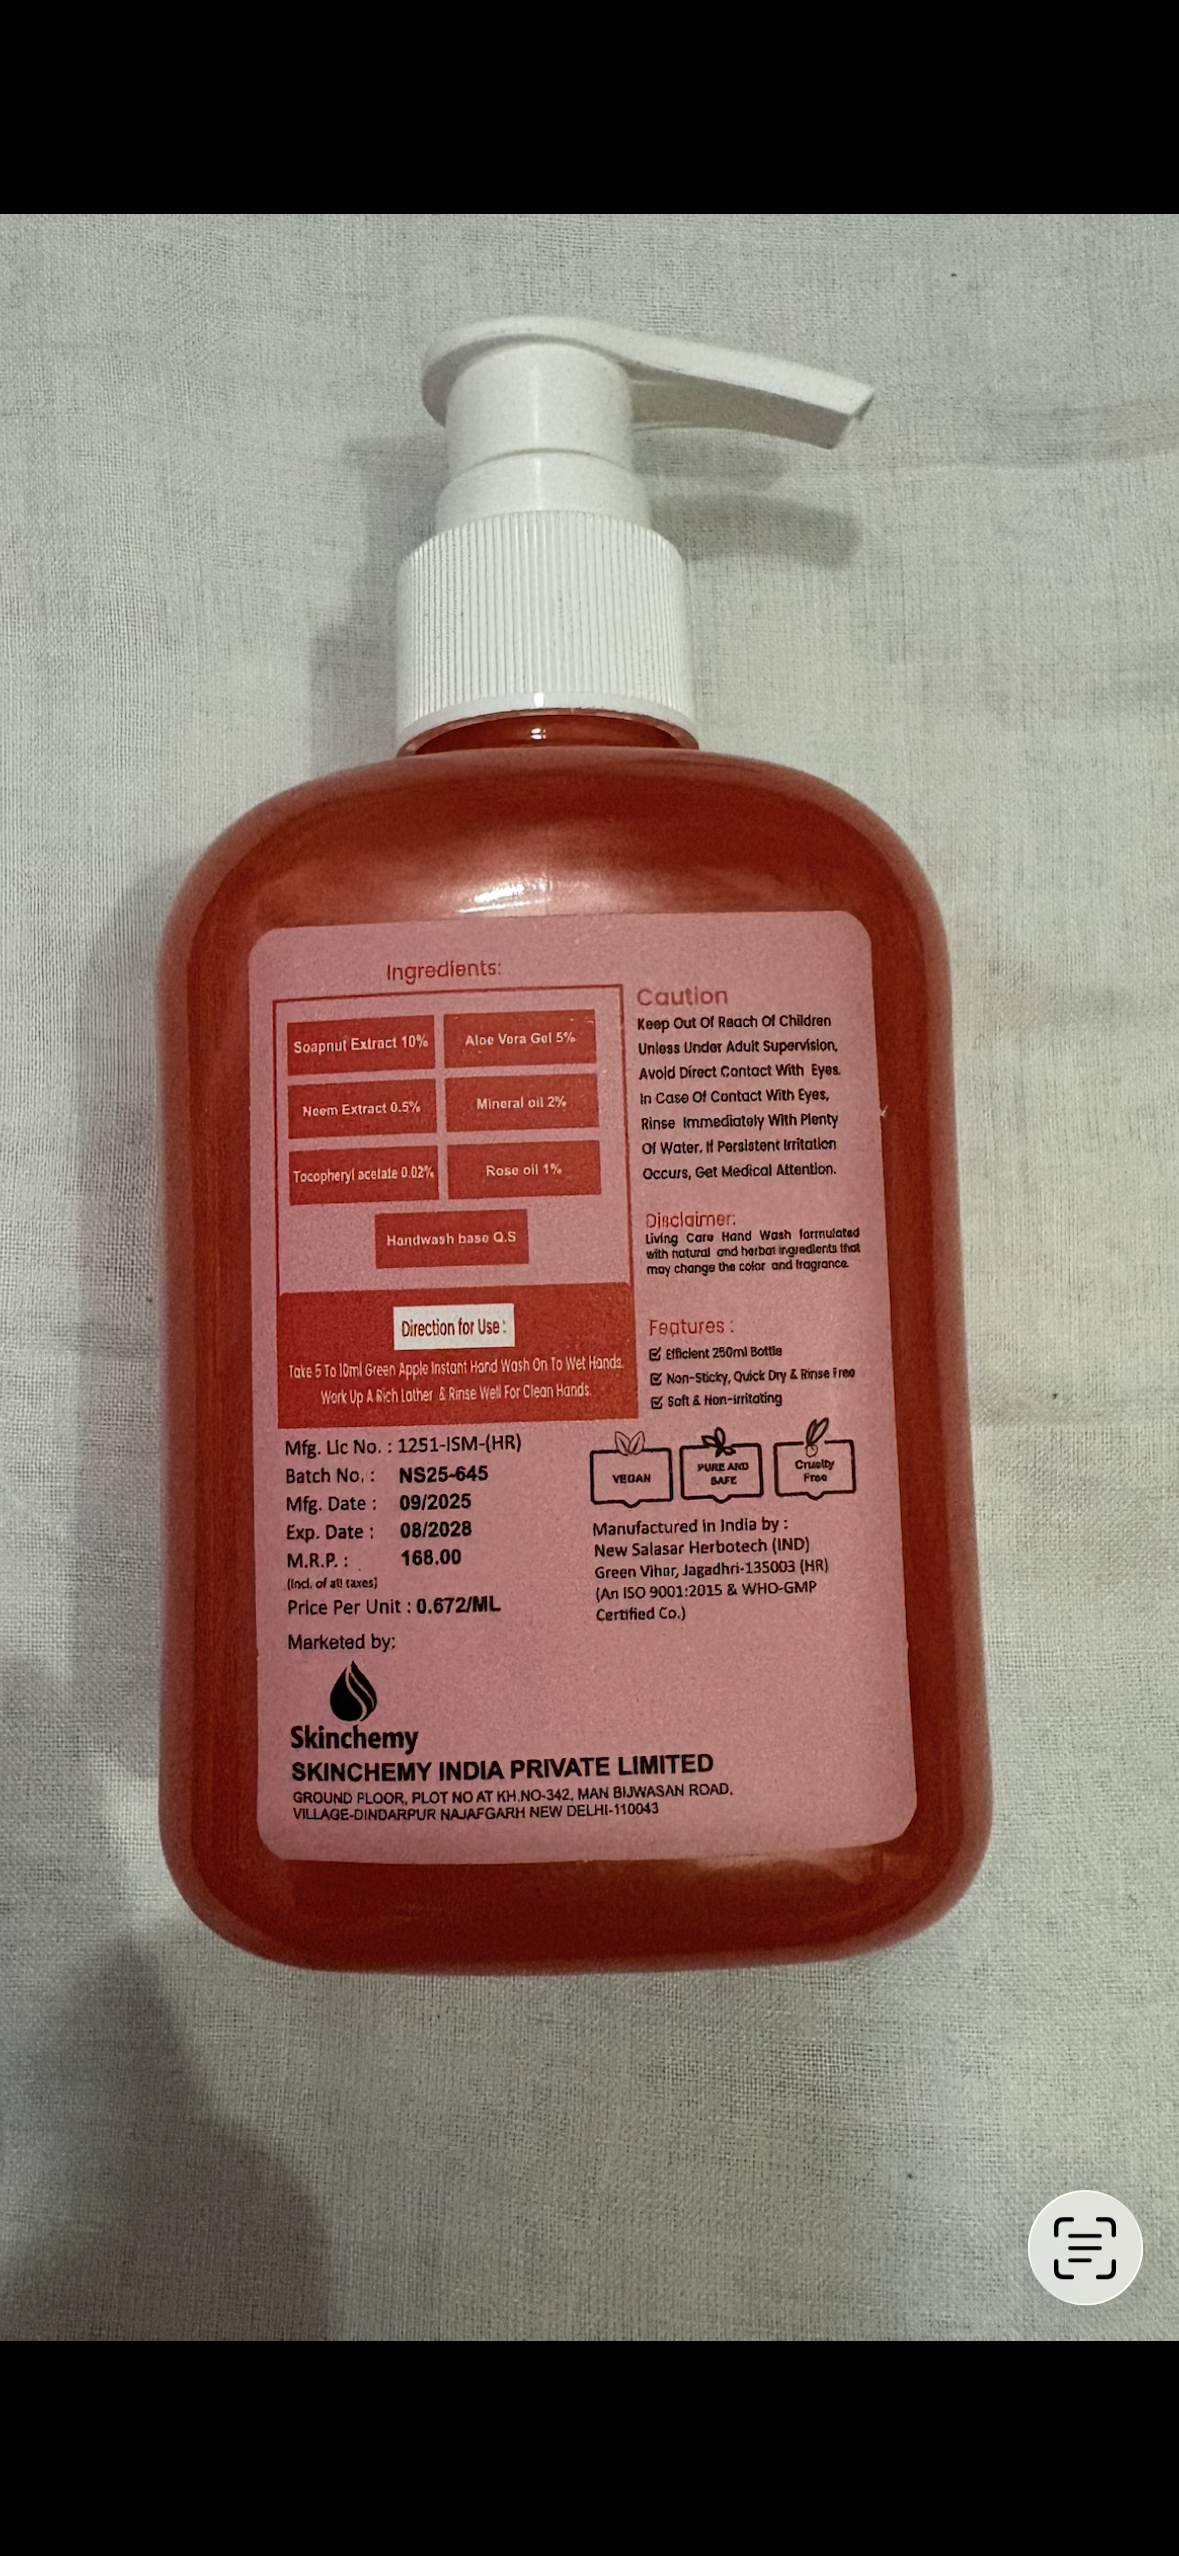 Ingredients:
Soapnut Extract 10%
Aloe Vera Gel 5%
Neem Extract 0.5%
Mineral oil 2%
Tocopheryl acetate 0.02%
Rose oil 1%
Handwash base Q.S
Direction for Use :
Take 5 To 10ml Green Apple Instant Hand Wash On To Wet Hands.
Work Up A Rich Lather & Rinse Well For Clean Hands.
Caution
Keep Out Of Reach Of Children
Unless Under Adult Supervision,
Avoid Direct Contact With Eyes.
In Case Of Contact With Eyes,
Rinse Immediately With Plenty
Of Water. If Persistent Irritation
Occurs, Get Medical Attention.
Disclaimer:
Living Care Hand Wash formulated
with natural and herbal ingredients that
may change the color and fragrance.
Features :
Efficient 250ml Bottle
Non-Sticky, Quick Dry & Rinse Free
Soft & Non-irritating
VEGAN
PURE AND
SAFE
Cruelty
Free
Mfg. Lic No. : 1251-ISM-(HR)
Batch No. : NS25-645
Mfg. Date : 09/2025
Exp. Date : 08/2028
M.R.P. : 168.00
(Incl. of all taxes)
Price Per Unit : 0.672/ML
Manufactured in India by :
New Salasar Herbotech (IND)
Green Vihar, Jagadhri-135003 (HR)
(An ISO 9001:2015 & WHO-GMP
Certified Co.)
Marketed by:
Skinchemy
SKINCHEMY INDIA PRIVATE LIMITED
GROUND FLOOR, PLOT NO AT KH.NO-342, MAN BIJWASAN ROAD,
VILLAGE-DINDARPUR NAJAFGARH NEW DELHI-110043